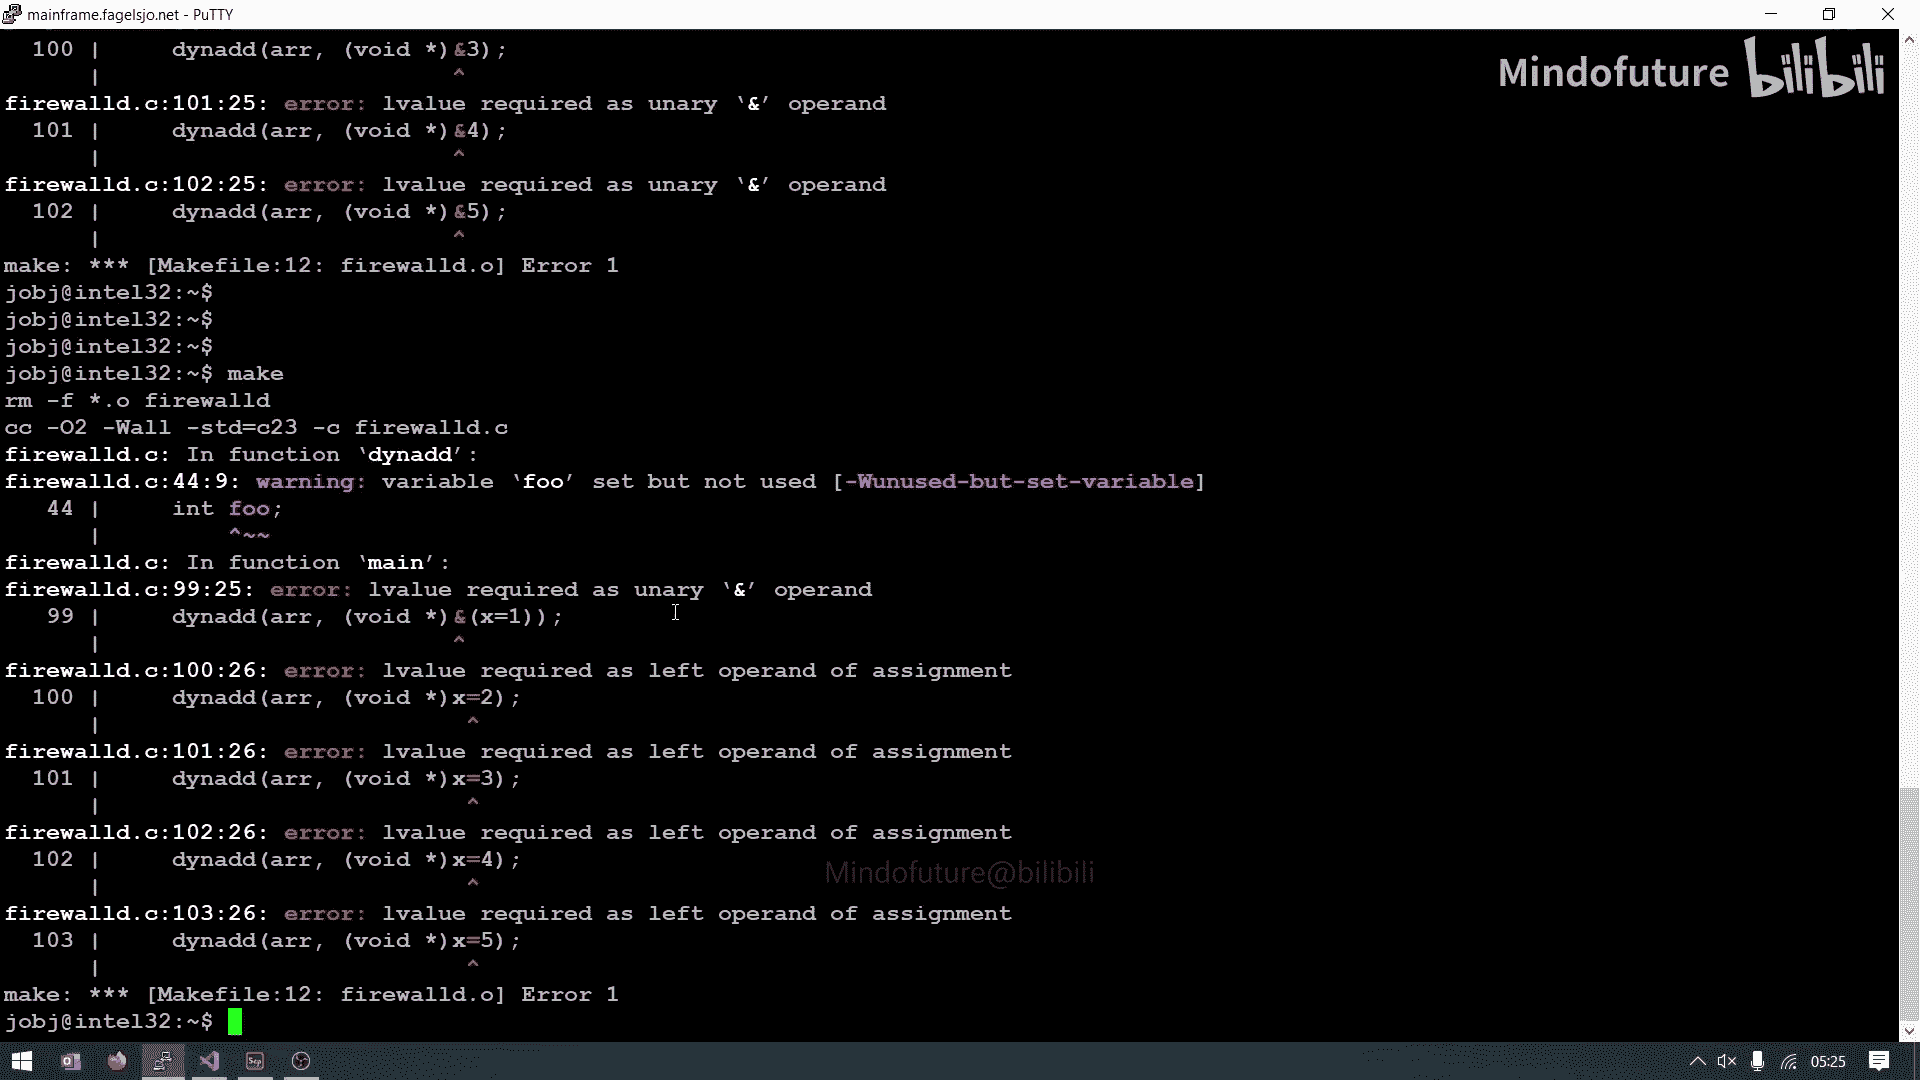 mainframe.fagelsjo.net - PuTTY
100 |     dynadd(arr, (void *)&3);
    |                         ^
Mindofuture bilibili
firewalld.c:101:25: error: lvalue required as unary ‘&’ operand
101 |     dynadd(arr, (void *)&4);
    |                         ^
firewalld.c:102:25: error: lvalue required as unary ‘&’ operand
102 |     dynadd(arr, (void *)&5);
    |                         ^
make: *** [Makefile:12: firewalld.o] Error 1
jobj@intel32:~$
jobj@intel32:~$
jobj@intel32:~$
jobj@intel32:~$ make
rm -f *.o firewalld
cc -O2 -Wall -std=c23 -c firewalld.c
firewalld.c: In function ‘dynadd’:
firewalld.c:44:9: warning: variable ‘foo’ set but not used [-Wunused-but-set-variable]
44 |     int foo;
   |         ^~~
firewalld.c: In function ‘main’:
firewalld.c:99:25: error: lvalue required as unary ‘&’ operand
99 |     dynadd(arr, (void *)&(x=1));
   |                         ^
firewalld.c:100:26: error: lvalue required as left operand of assignment
100 |     dynadd(arr, (void *)x=2);
    |                          ^
firewalld.c:101:26: error: lvalue required as left operand of assignment
101 |     dynadd(arr, (void *)x=3);
    |                          ^
firewalld.c:102:26: error: lvalue required as left operand of assignment
102 |     dynadd(arr, (void *)x=4);
    |                          ^
Mindofuture@bilibili
firewalld.c:103:26: error: lvalue required as left operand of assignment
103 |     dynadd(arr, (void *)x=5);
    |                          ^
make: *** [Makefile:12: firewalld.o] Error 1
jobj@intel32:~$
05:25